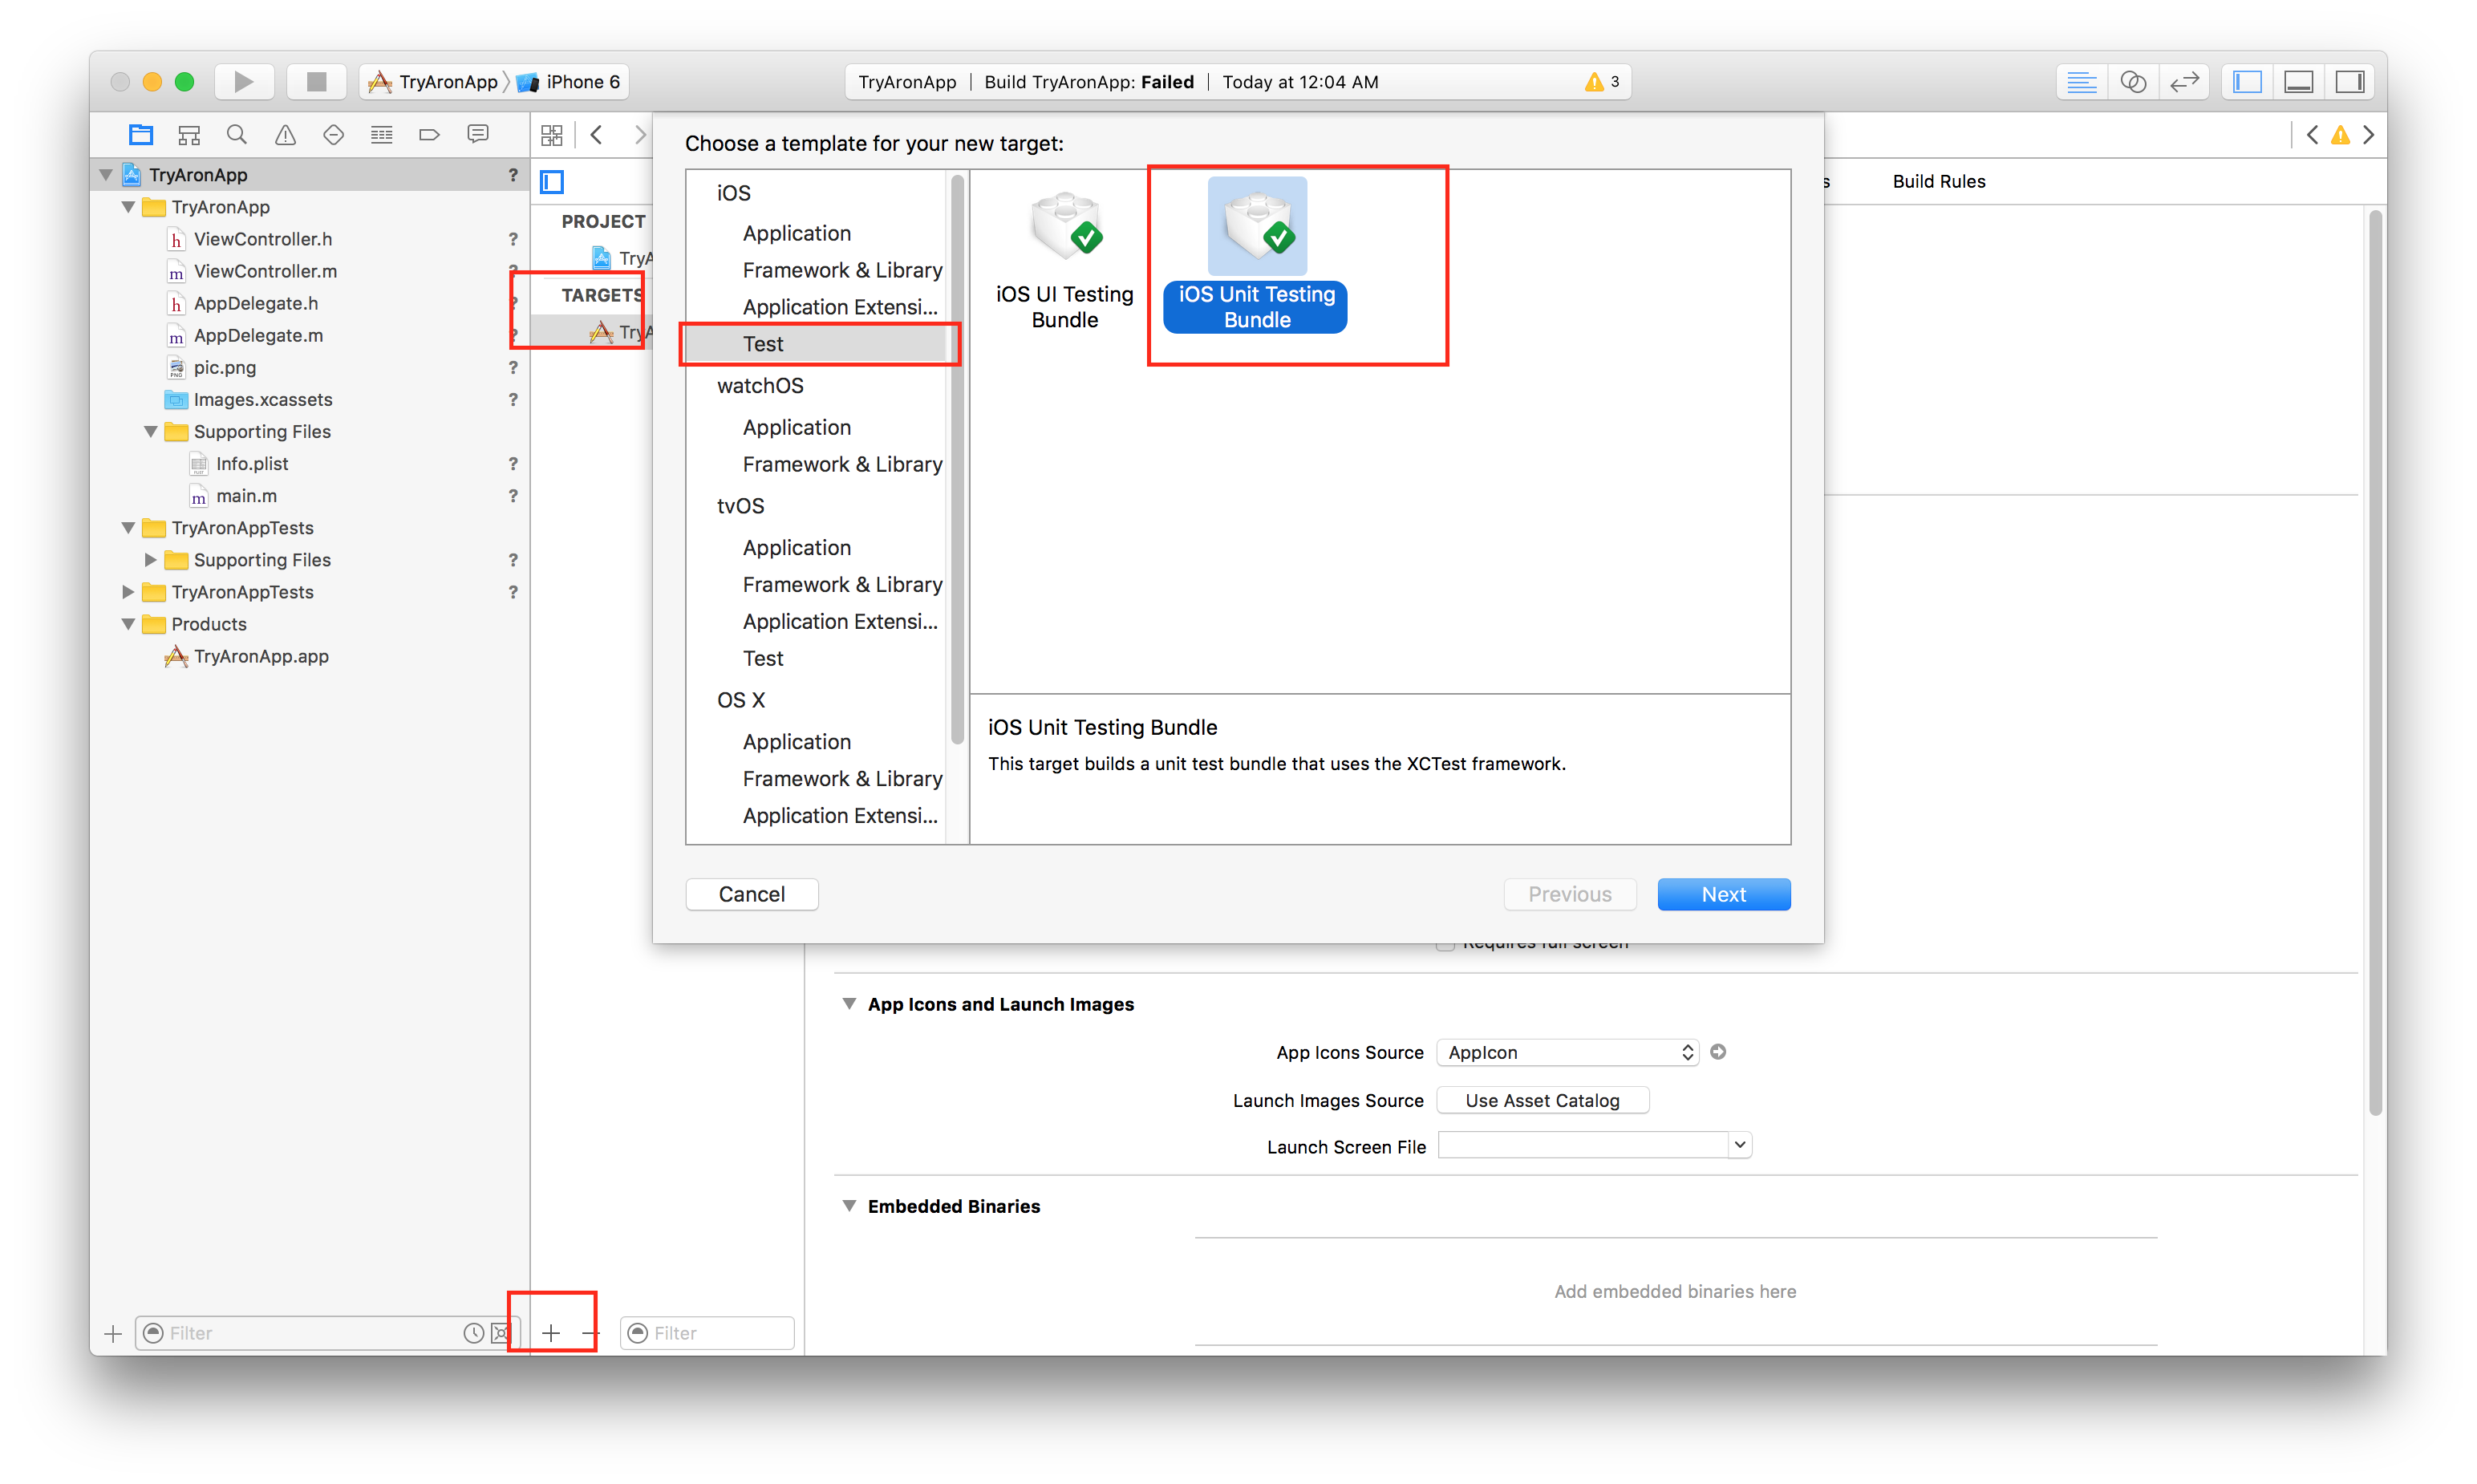 TryAronApp iPhone 6
TryAronApp | Build TryAronApp: Failed | Today at 12:04 AM 3
TryAronApp ?
TryAronApp
h ViewController.h ?
m ViewController.m ?
h AppDelegate.h ?
m AppDelegate.m ?
PNG pic.png ?
Images.xcassets ?
Supporting Files
Info.plist ?
m main.m ?
TryAronAppTests
Supporting Files ?
TryAronAppTests ?
Products
TryAronApp.app
Filter
PROJECT
TryA
TARGETS
TryA
Filter
Choose a template for your new target:
iOS
Application
Framework & Library
Application Extensi...
Test
watchOS
Application
Framework & Library
tvOS
Application
Framework & Library
Application Extensi...
Test
OS X
Application
Framework & Library
Application Extensi...
iOS UI Testing
Bundle
iOS Unit Testing
Bundle
iOS Unit Testing Bundle
This target builds a unit test bundle that uses the XCTest framework.
Cancel
Previous
Next
s Build Rules
Requires full screen
App Icons and Launch Images
App Icons Source AppIcon
Launch Images Source Use Asset Catalog
Launch Screen File
Embedded Binaries
Add embedded binaries here